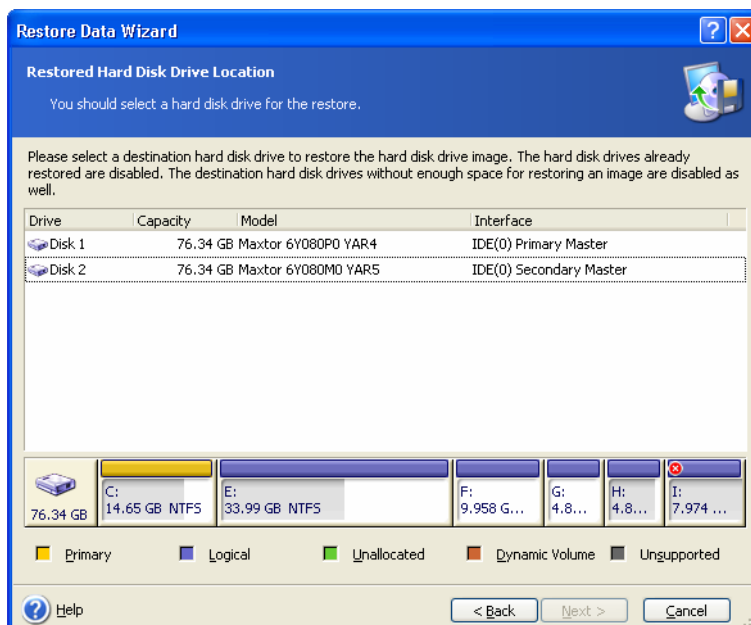 Restore Data Wizard
Restored Hard Disk Drive Location
You should select a hard disk drive for the restore.
Please select a destination hard disk drive to restore the hard disk drive image. The hard disk drives already
restored are disabled. The destination hard disk drives without enough space for restoring an image are disabled as
well.
Drive Capacity Model Interface
Disk 1 76.34 GB Maxtor 6Y080P0 YAR4 IDE(0) Primary Master
Disk 2 76.34 GB Maxtor 6Y080M0 YAR5 IDE(0) Secondary Master
C: E: F: G: H: I:
76.34 GB 14.65 GB NTFS 33.99 GB NTFS 9.958 G... 4.8... 4.8... 7.974 ...
Primary Logical Unallocated Dynamic Volume Unsupported
Help < Back Next > Cancel